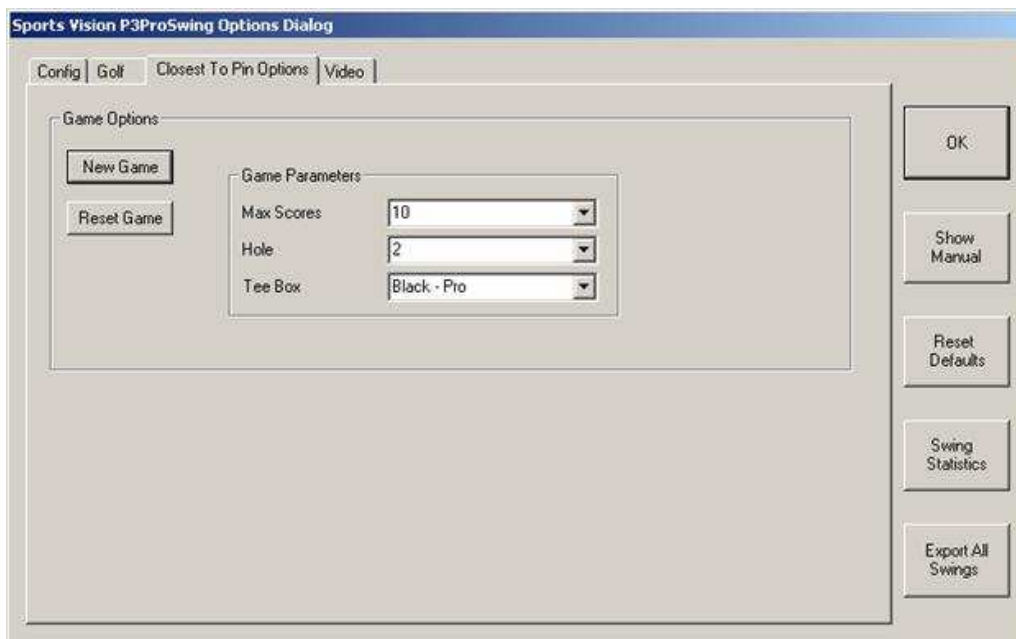 Sports Vision P3ProSwing Options Dialog
Config
Golf
Closest To Pin Options
Video
Game Options
New Game
Reset Game
Game Parameters
Max Scores
10
Hole
2
Tee Box
Black - Pro
OK
Show
Manual
Reset
Defaults
Swing
Statistics
Export All
Swings